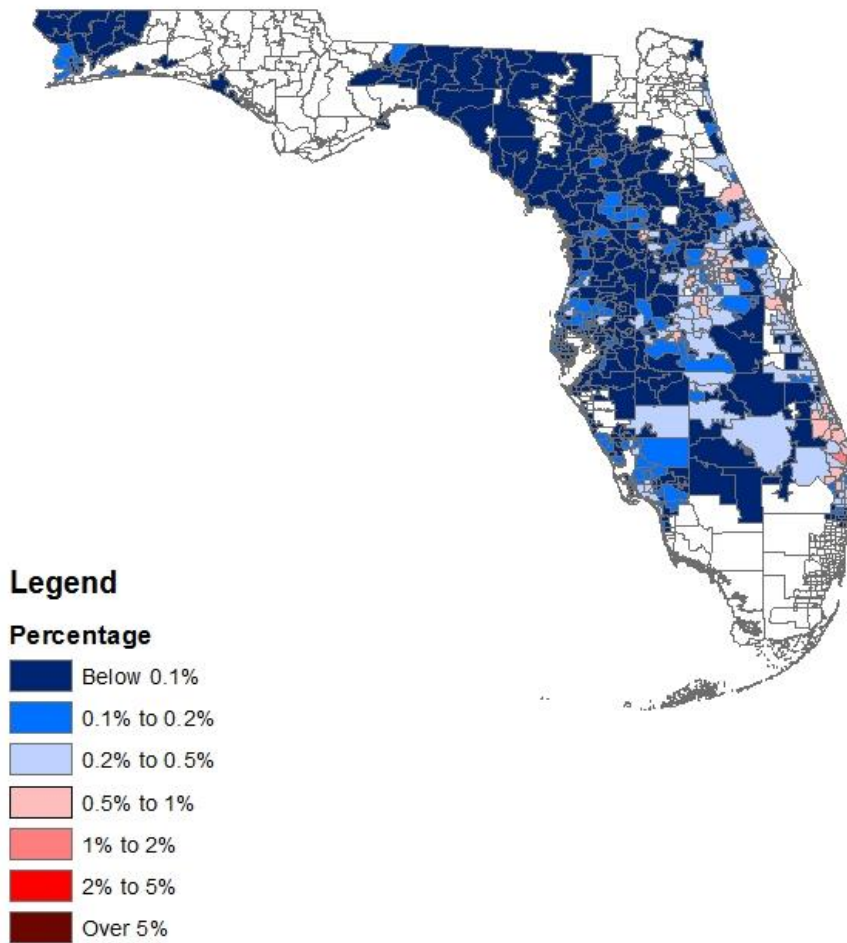 Legend
Percentage
Below 0.1%
0.1% to 0.2%
0.2% to 0.5%
0.5% to 1%
1% to 2%
2% to 5%
Over 5%